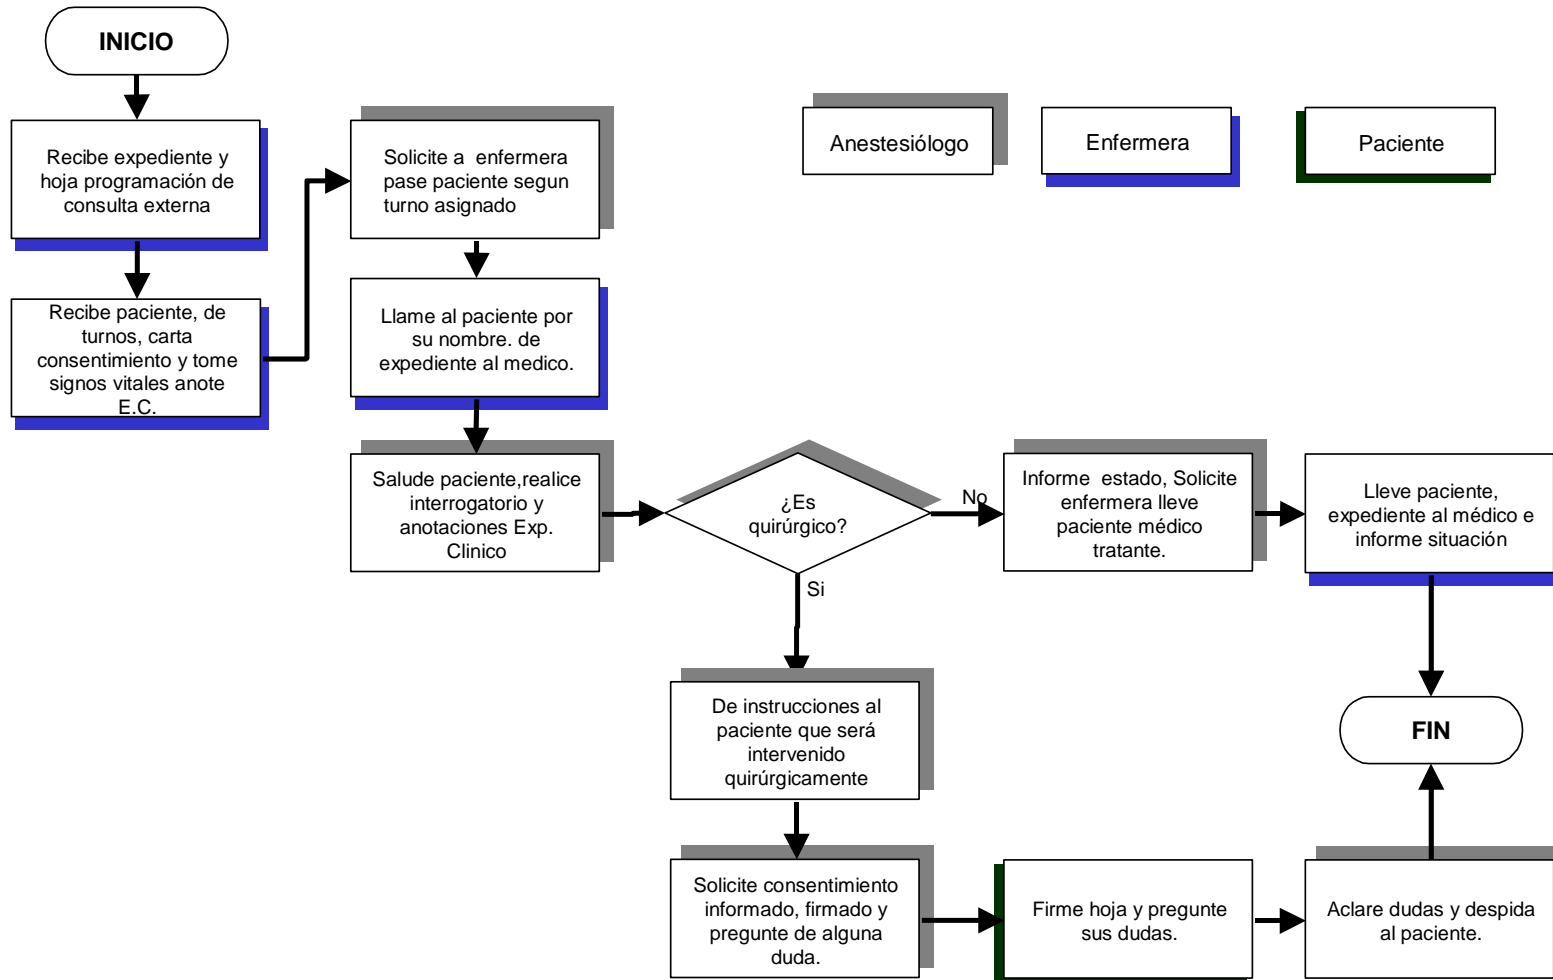 INICIO
Recibe expediente y
hoja programación de
consulta externa
Recibe paciente, de
turnos, carta
consentimiento y tome
signos vitales anote
E.C.
Solicite a enfermera
pase paciente segun
turno asignado
Llame al paciente por
su nombre. de
expediente al medico.
Salude paciente,realice
interrogatorio y
anotaciones Exp.
Clinico
Anestesiólogo
Enfermera
Paciente
¿Es
quirúrgico?
No
Si
Informe estado, Solicite
enfermera lleve
paciente médico
tratante.
Lleve paciente,
expediente al médico e
informe situación
De instrucciones al
paciente que será
intervenido
quirúrgicamente
Solicite consentimiento
informado, firmado y
pregunte de alguna
duda.
Firme hoja y pregunte
sus dudas.
Aclare dudas y despida
al paciente.
FIN